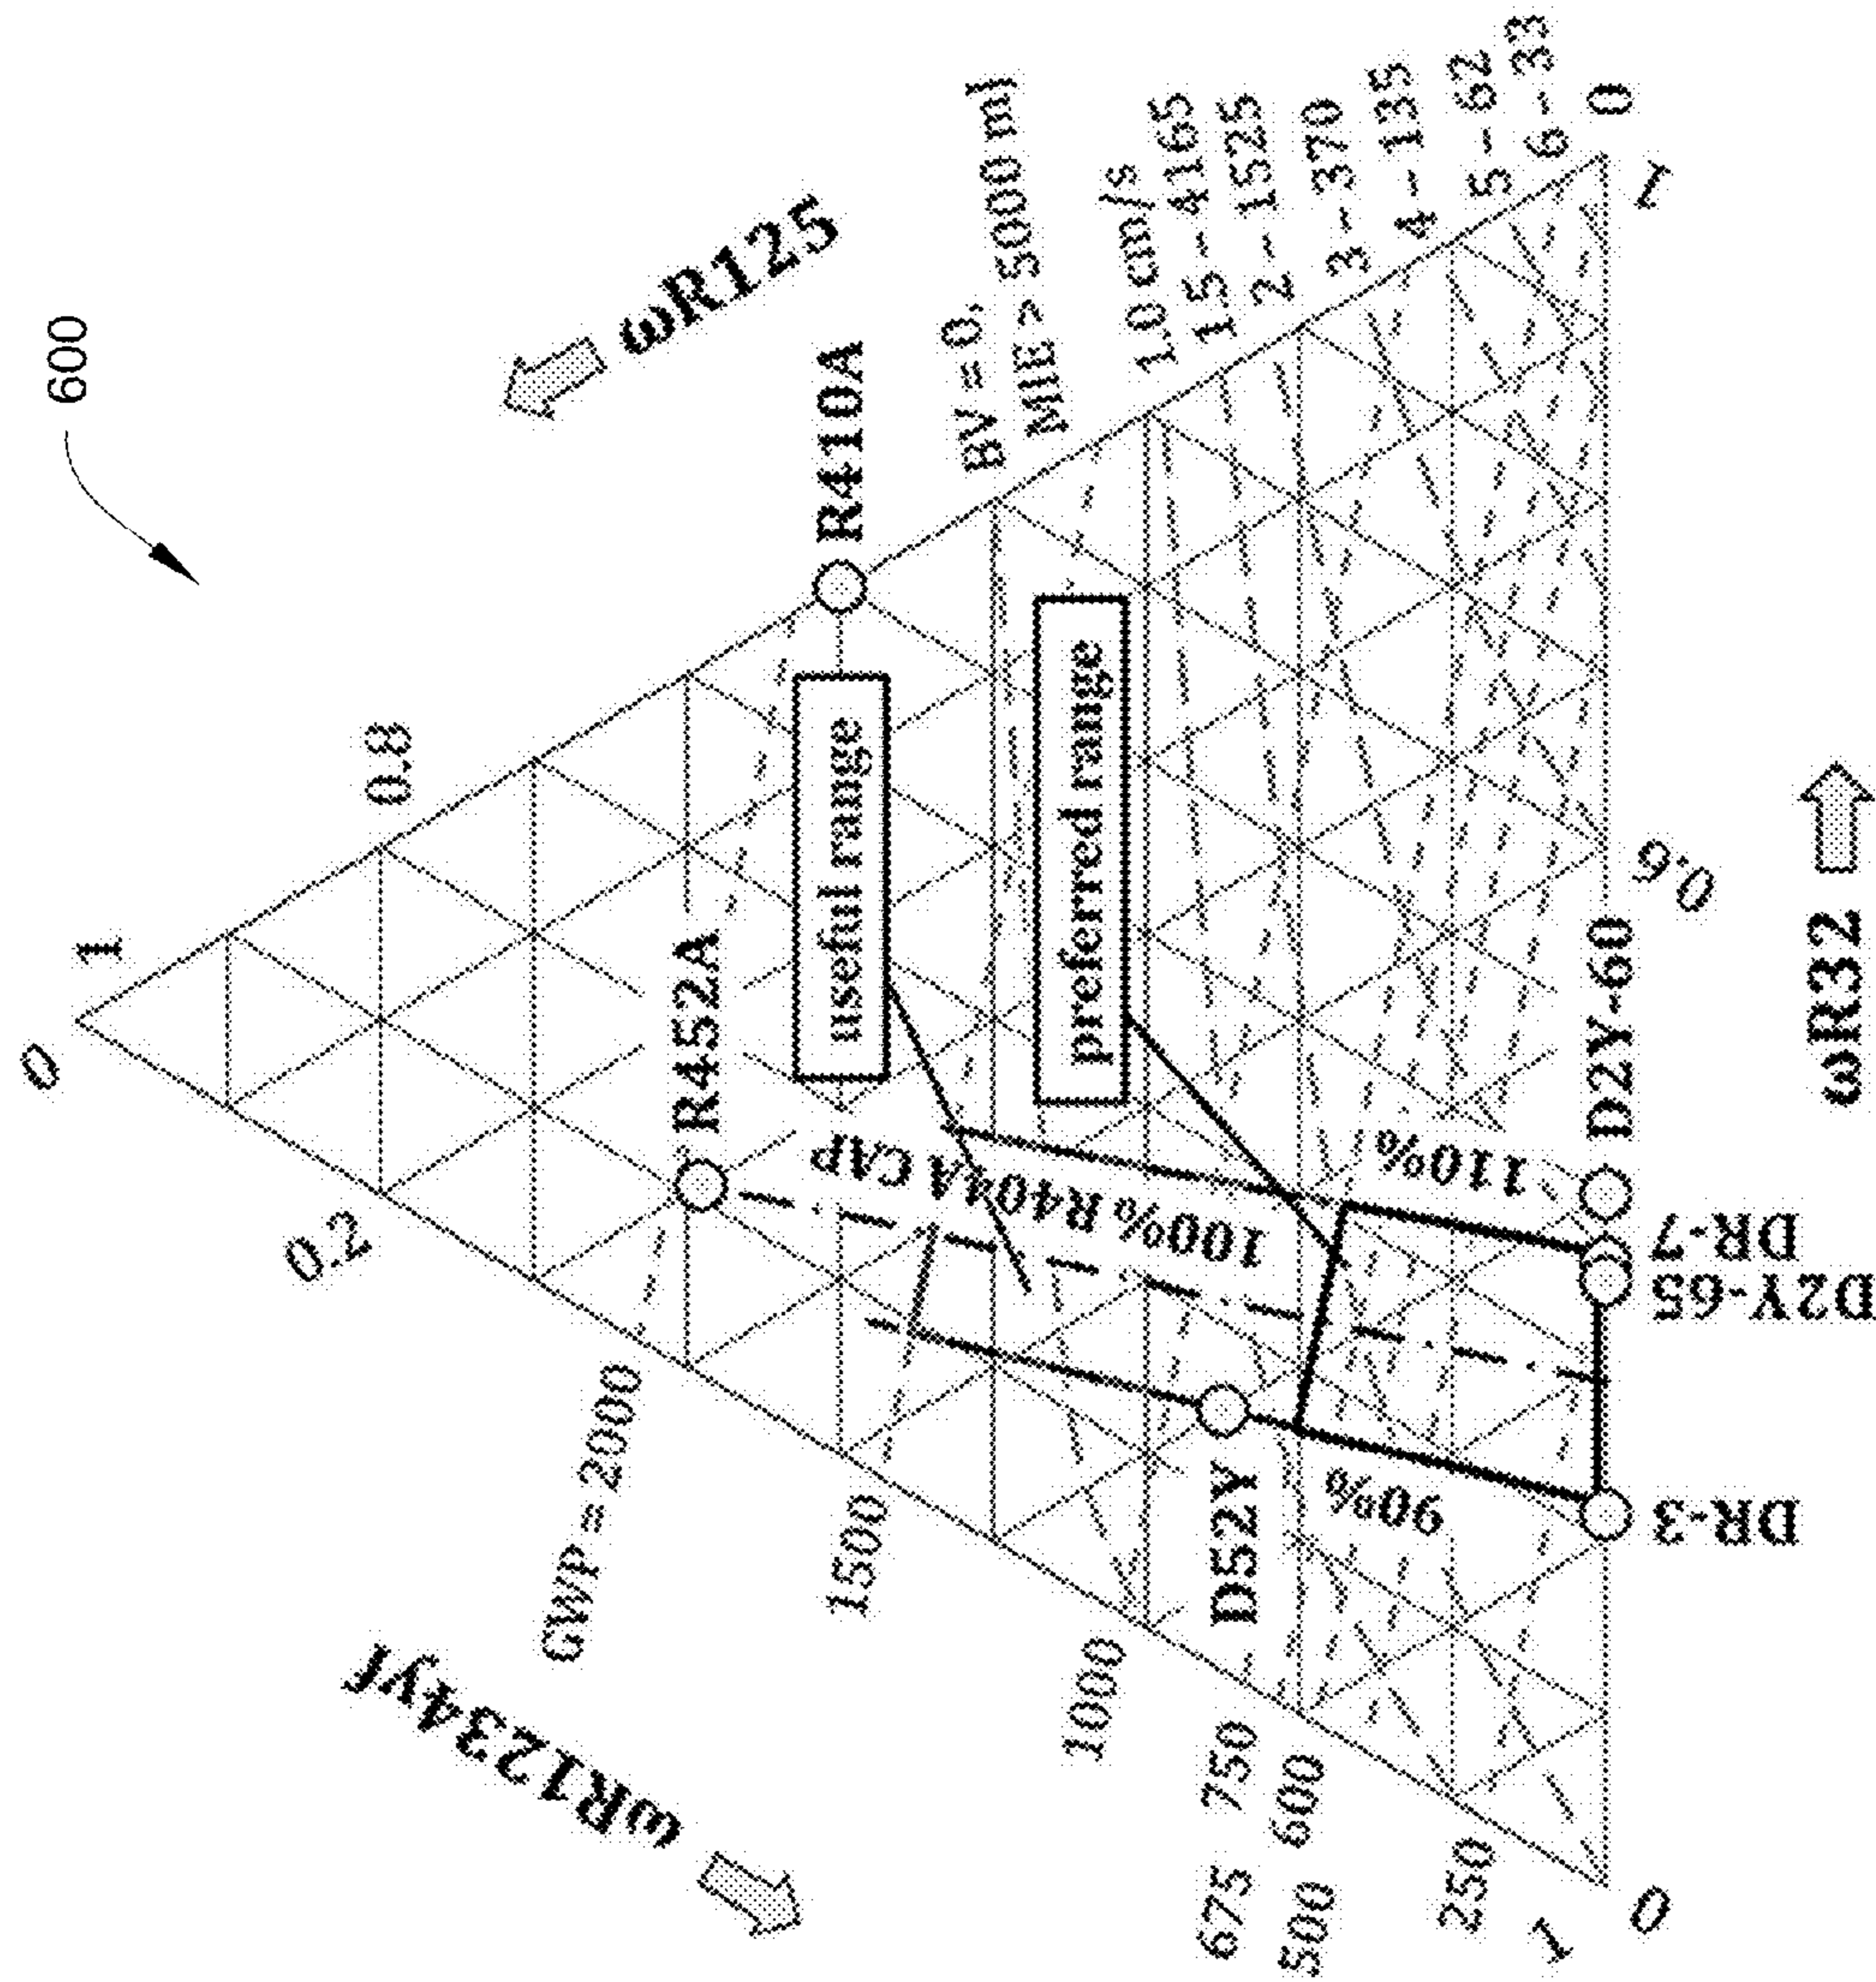 600
ωR125
ωR1234yf
ωR32
0
1
0.2
0.8
R452A
R410A
useful range
preferred range
GWP = 2000
1500
1000
675 750
500 600
250
BV = 0,
MIE > 5000 mJ
1.0 cm/s
1.5 - 4165
2 - 1525
3 - 370
4 - 135
5 - 62
6 - 33
100% R404A CAP
D52Y
90%
110%
D2Y-60
DR-3
D2Y-65
DR-7
0.6
1
0
1
0